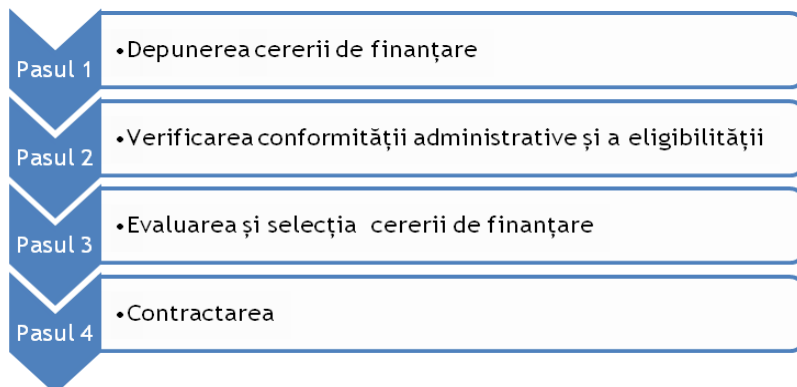 Pasul 1
•Depunerea cererii de finanțare
Pasul 2
•Verificarea conformității administrative și a eligibilității
Pasul 3
•Evaluarea și selecția cererii de finanțare
Pasul 4
•Contractarea